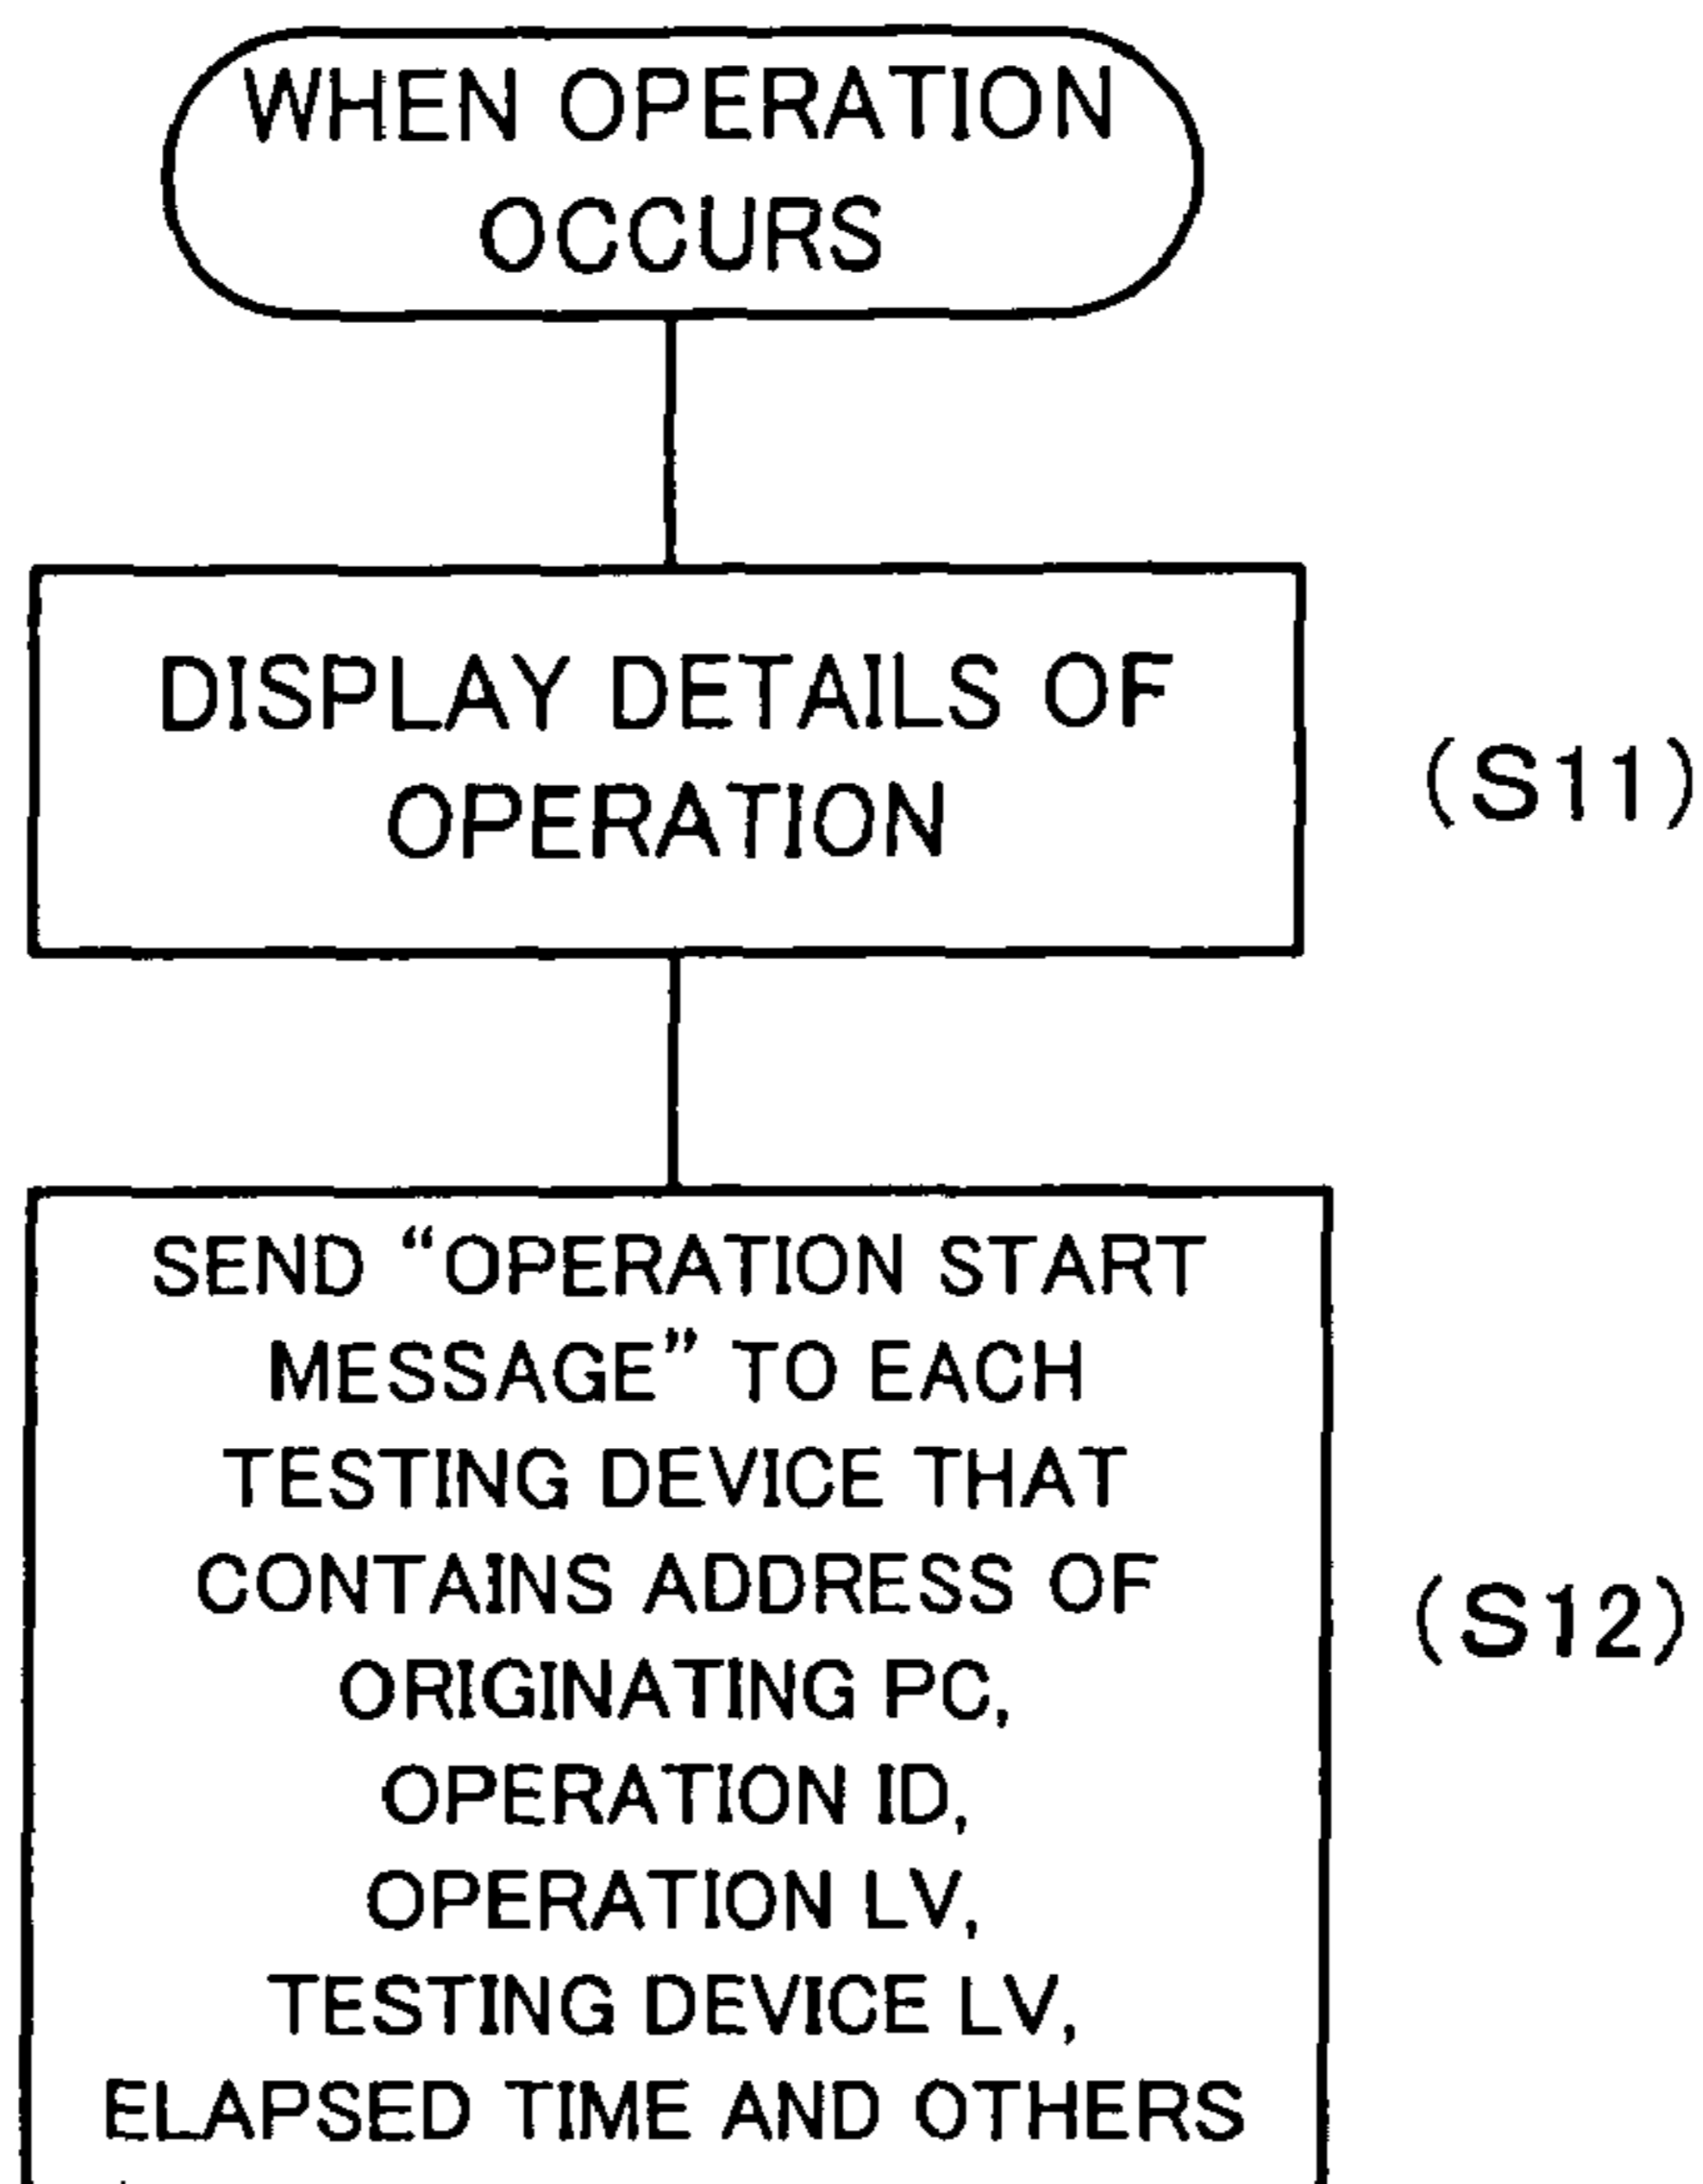 WHEN OPERATION
OCCURS
DISPLAY DETAILS OF
OPERATION
(S11)
SEND “OPERATION START
MESSAGE” TO EACH
TESTING DEVICE THAT
CONTAINS ADDRESS OF
ORIGINATING PC,
OPERATION ID,
OPERATION LV,
TESTING DEVICE LV,
ELAPSED TIME AND OTHERS
(S12)